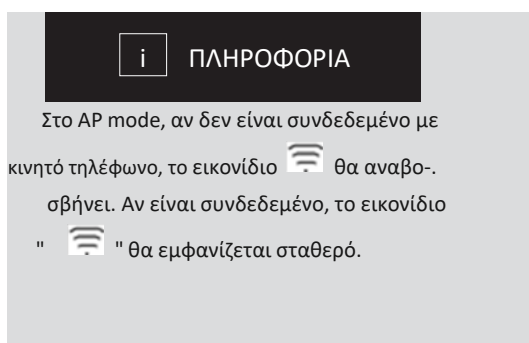 i ΠΛΗΡΟΦΟΡΙΑ
Στο AP mode, αν δεν είναι συνδεδεμένο με
κινητό τηλέφωνο, το εικονίδιο θα αναβο-.
σβήνει. Αν είναι συνδεδεμένο, το εικονίδιο
" " θα εμφανίζεται σταθερό.